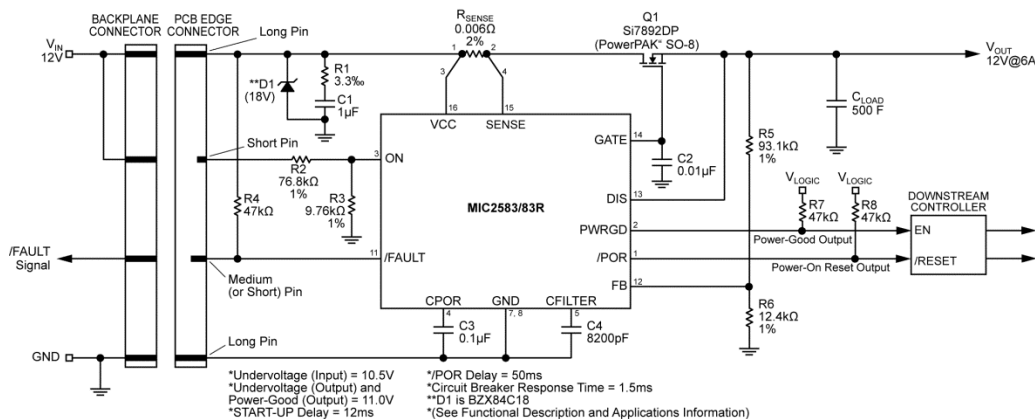 BACKPLANE
CONNECTOR
PCB EDGE
CONNECTOR
Long Pin
VIN
12V
RSENSE
0.006Ω
2%
1
2
3
4
Q1
Si7892DP
(PowerPAK“ SO-8)
VOUT
12V@6A
**D1
(18V)
R1
3.3‰
C1
1µF
16
VCC
15
SENSE
CLOAD
500 F
GATE
14
C2
0.01µF
R5
93.1kΩ
1%
Short Pin
R2
76.8kΩ
1%
3
ON
R3
9.76kΩ
1%
R4
47kΩ
MIC2583/83R
DIS
13
VLOGIC
VLOGIC
R7
47kΩ
R8
47kΩ
DOWNSTREAM
CONTROLLER
PWRGD
2
Power-Good Output
EN
/POR
1
Power-On Reset Output
/RESET
/FAULT
Signal
11
/FAULT
FB
12
Medium
(or Short) Pin
R6
12.4kΩ
1%
CPOR
4
GND
7, 8
CFILTER
5
C3
0.1µF
C4
8200pF
GND
Long Pin
*Undervoltage (Input) = 10.5V
*Undervoltage (Output) and
Power-Good (Output) = 11.0V
*START-UP Delay = 12ms
*/POR Delay = 50ms
*Circuit Breaker Response Time = 1.5ms
**D1 is BZX84C18
*(See Functional Description and Applications Information)